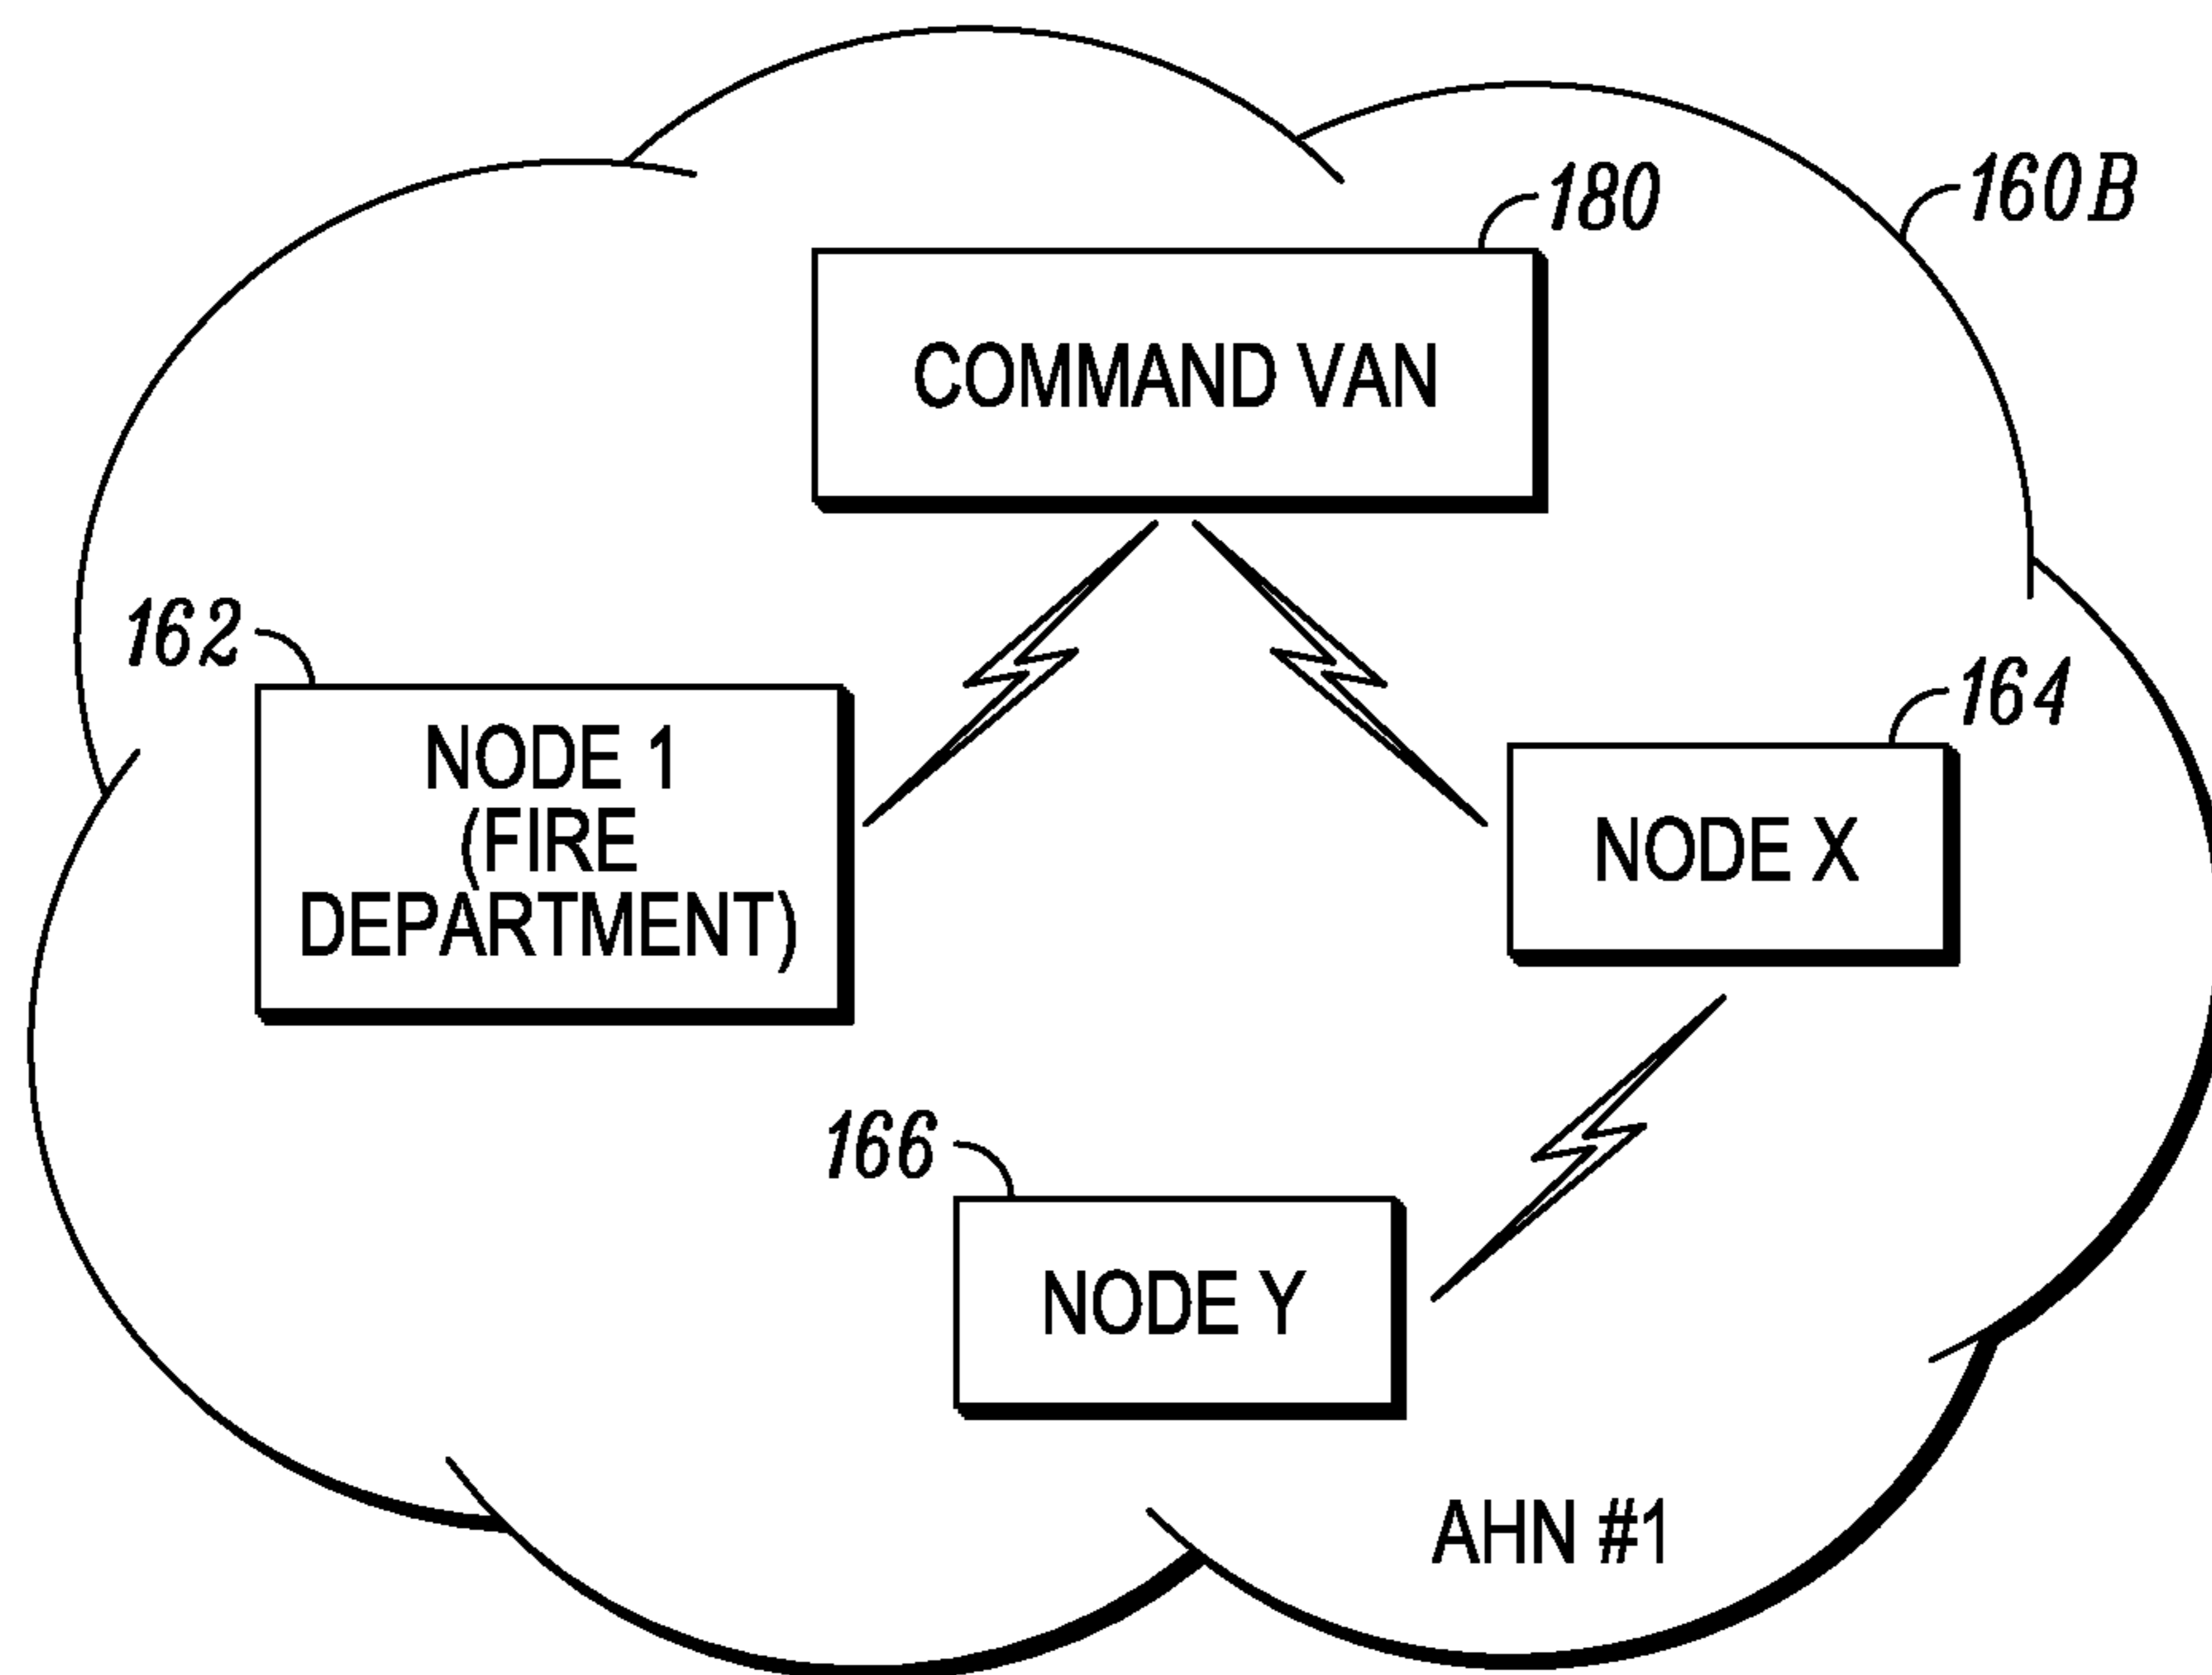 180
160B
COMMAND VAN
162
164
NODE 1
(FIRE
DEPARTMENT)
NODE X
166
NODE Y
AHN #1